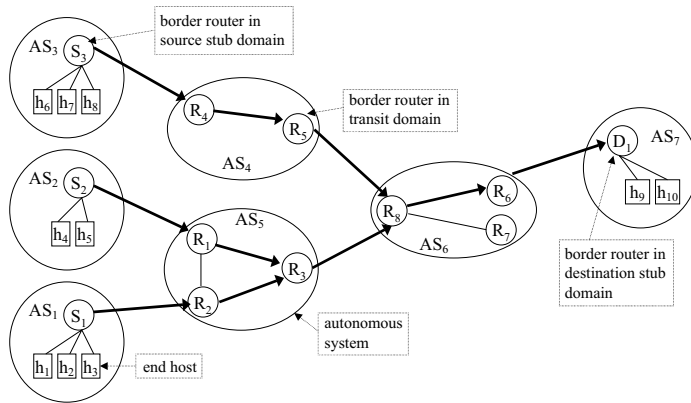 border router in
source stub domain
AS3
S3
h6 h7 h8
R4
R5
AS4
border router in
transit domain
AS2
S2
h4 h5
AS5
R1
R2
R3
AS1
S1
h1 h2 h3
end host
autonomous
system
R8
R6
R7
AS6
D1
AS7
h9 h10
border router in
destination stub
domain